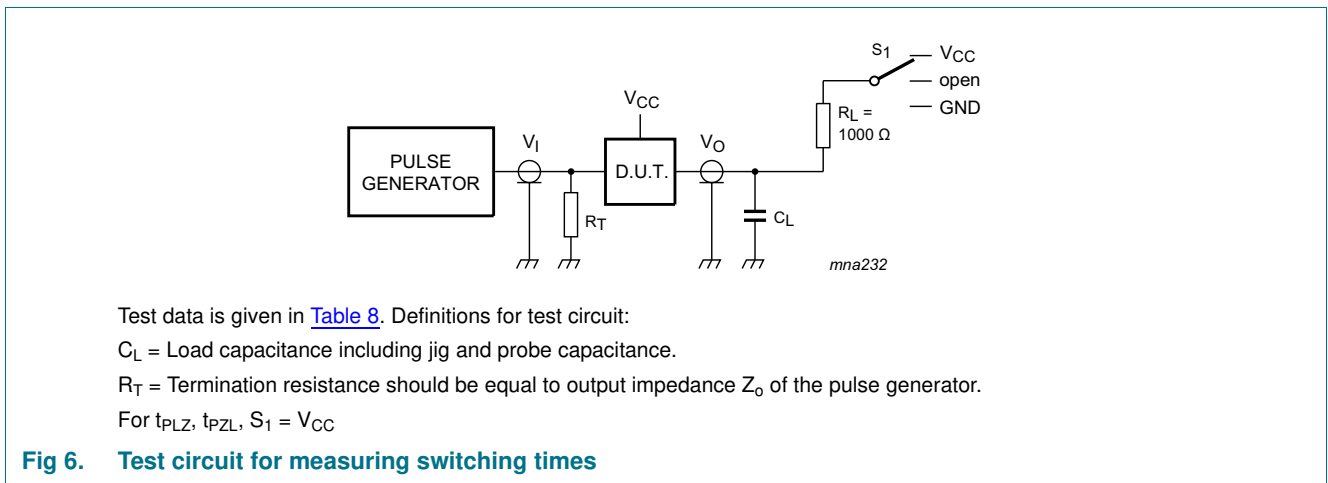 S1
VCC
open
GND
RL =
1000 Ω
VCC
PULSE
GENERATOR
VI
RT
D.U.T.
VO
CL
mna232
Test data is given in Table 8. Definitions for test circuit:
CL = Load capacitance including jig and probe capacitance.
RT = Termination resistance should be equal to output impedance Zo of the pulse generator.
For tPLZ, tPZL, S1 = VCC
Fig 6. Test circuit for measuring switching times